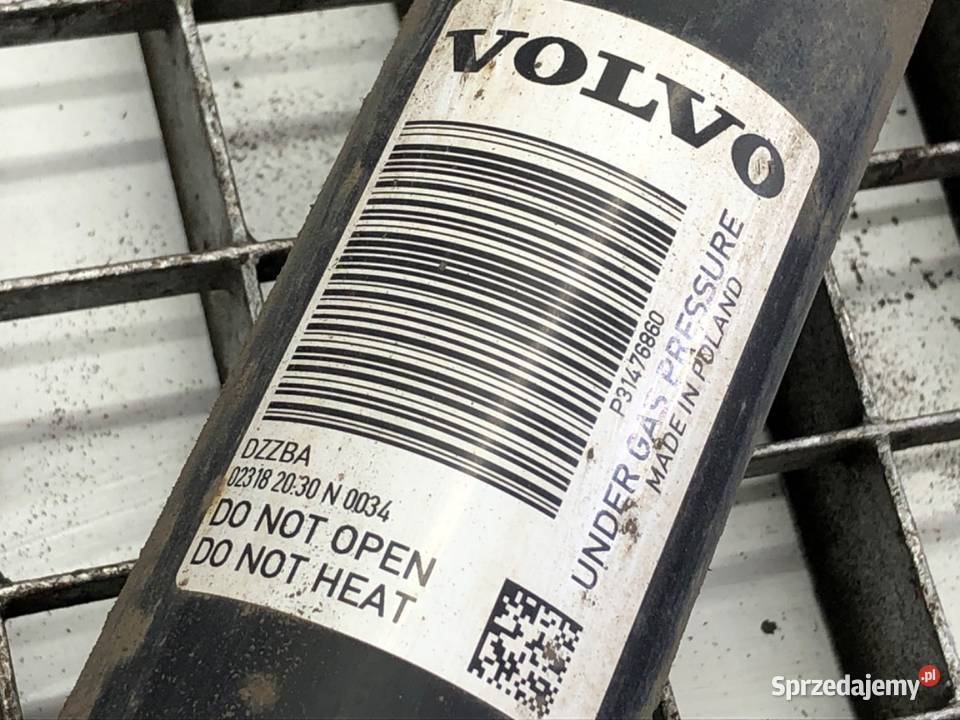 VOLVO
P31476860
UNDER GAS PRESSURE
MADE IN POLAND
DZZBA
02318 20:30 N 0034
DO NOT OPEN
DO NOT HEAT
Sprzedajemy.pl